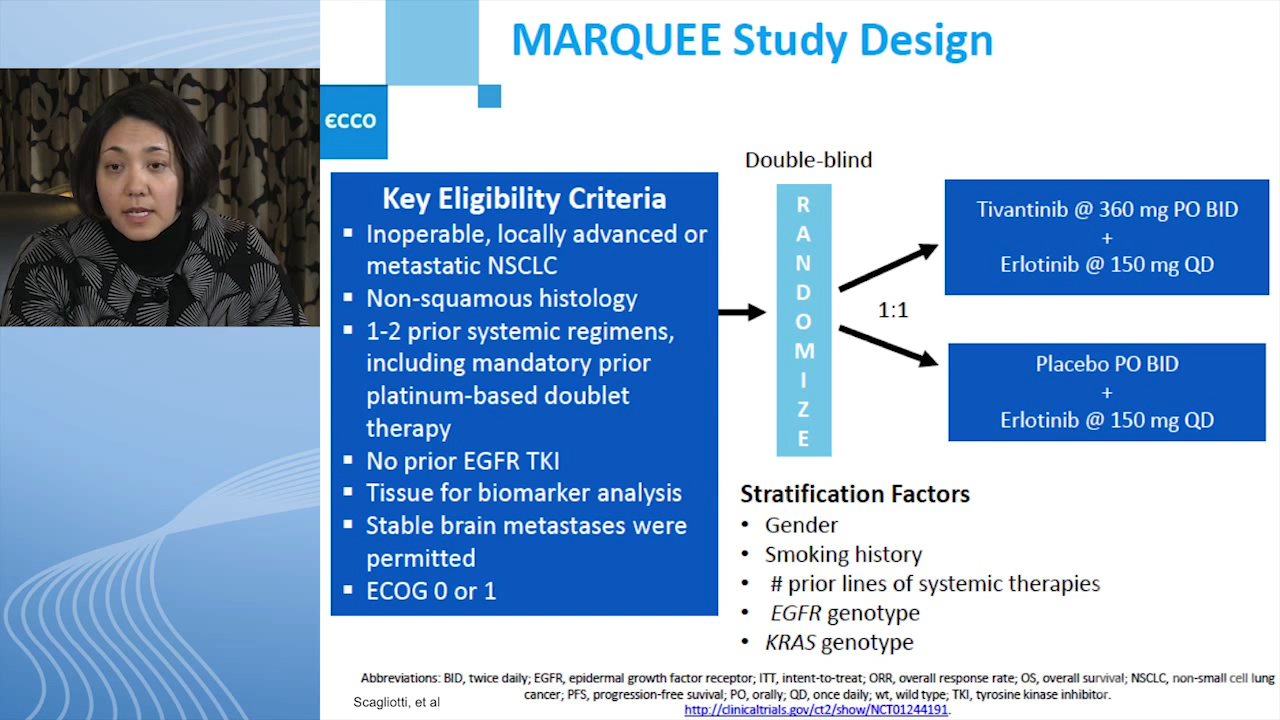 MARQUEE Study Design
єcco
Key Eligibility Criteria
▪ Inoperable, locally advanced or
metastatic NSCLC
▪ Non-squamous histology
▪ 1-2 prior systemic regimens,
including mandatory prior
platinum-based doublet
therapy
▪ No prior EGFR TKI
▪ Tissue for biomarker analysis
▪ Stable brain metastases were
permitted
▪ ECOG 0 or 1
Double-blind
R
A
N
D
O
M
I
Z
E
1:1
Tivantinib @ 360 mg PO BID
+
Erlotinib @ 150 mg QD
Placebo PO BID
+
Erlotinib @ 150 mg QD
Stratification Factors
• Gender
• Smoking history
• # prior lines of systemic therapies
• EGFR genotype
• KRAS genotype
Abbreviations: BID, twice daily; EGFR, epidermal growth factor receptor; ITT, intent-to-treat; ORR, overall response rate; OS, overall survival; NSCLC, non-small cell lung
cancer; PFS, progression-free suvival; PO, orally; QD, once daily; wt, wild type; TKI, tyrosine kinase inhibitor.
http://clinicaltrials.gov/ct2/show/NCT01244191.
Scagliotti, et al